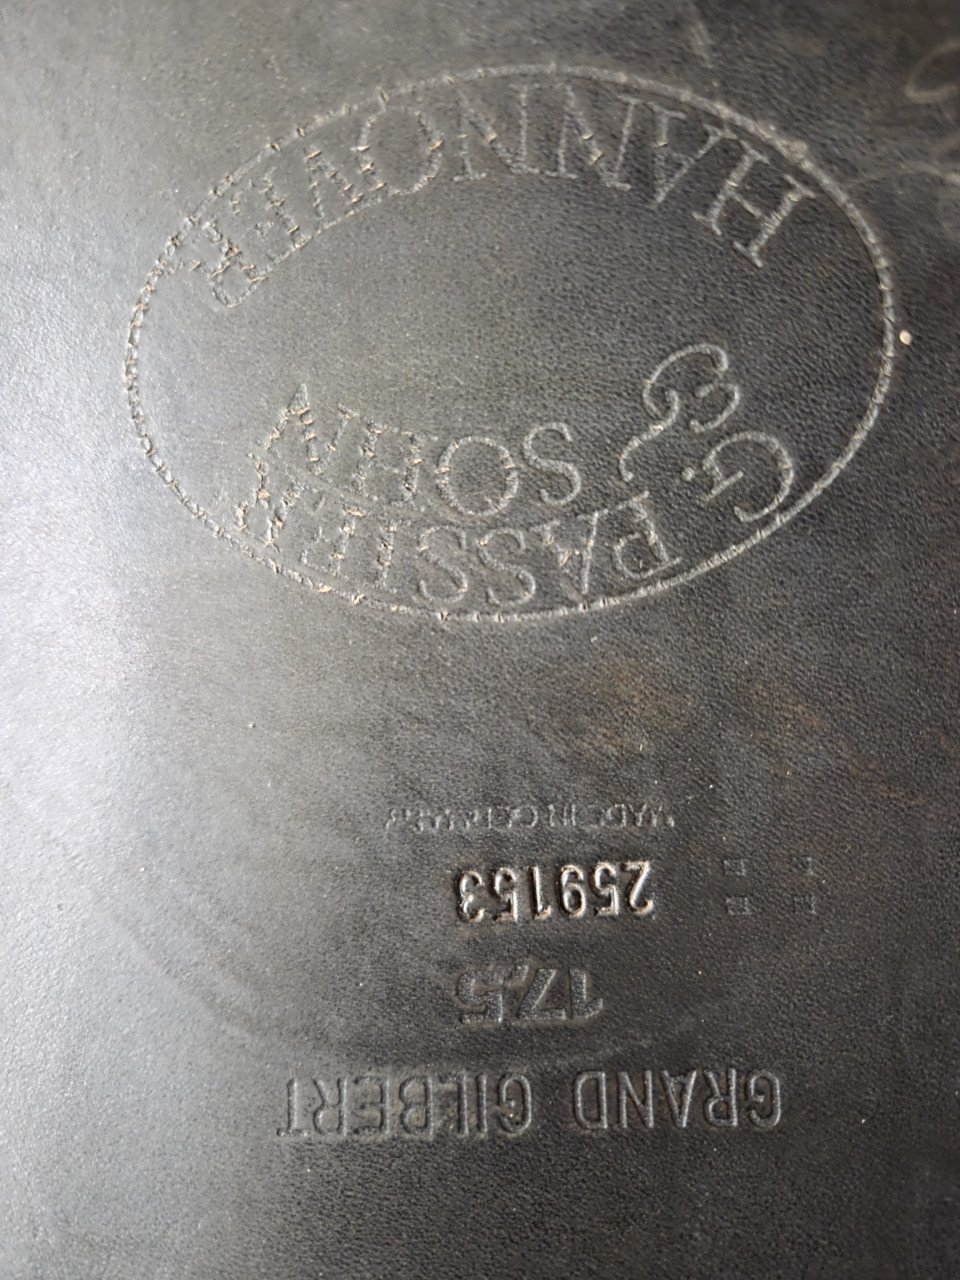 GRAND GILBERT
17,5
259153
MADE IN GERMANY
G. PASSIER
& SOHN
HANNOVER